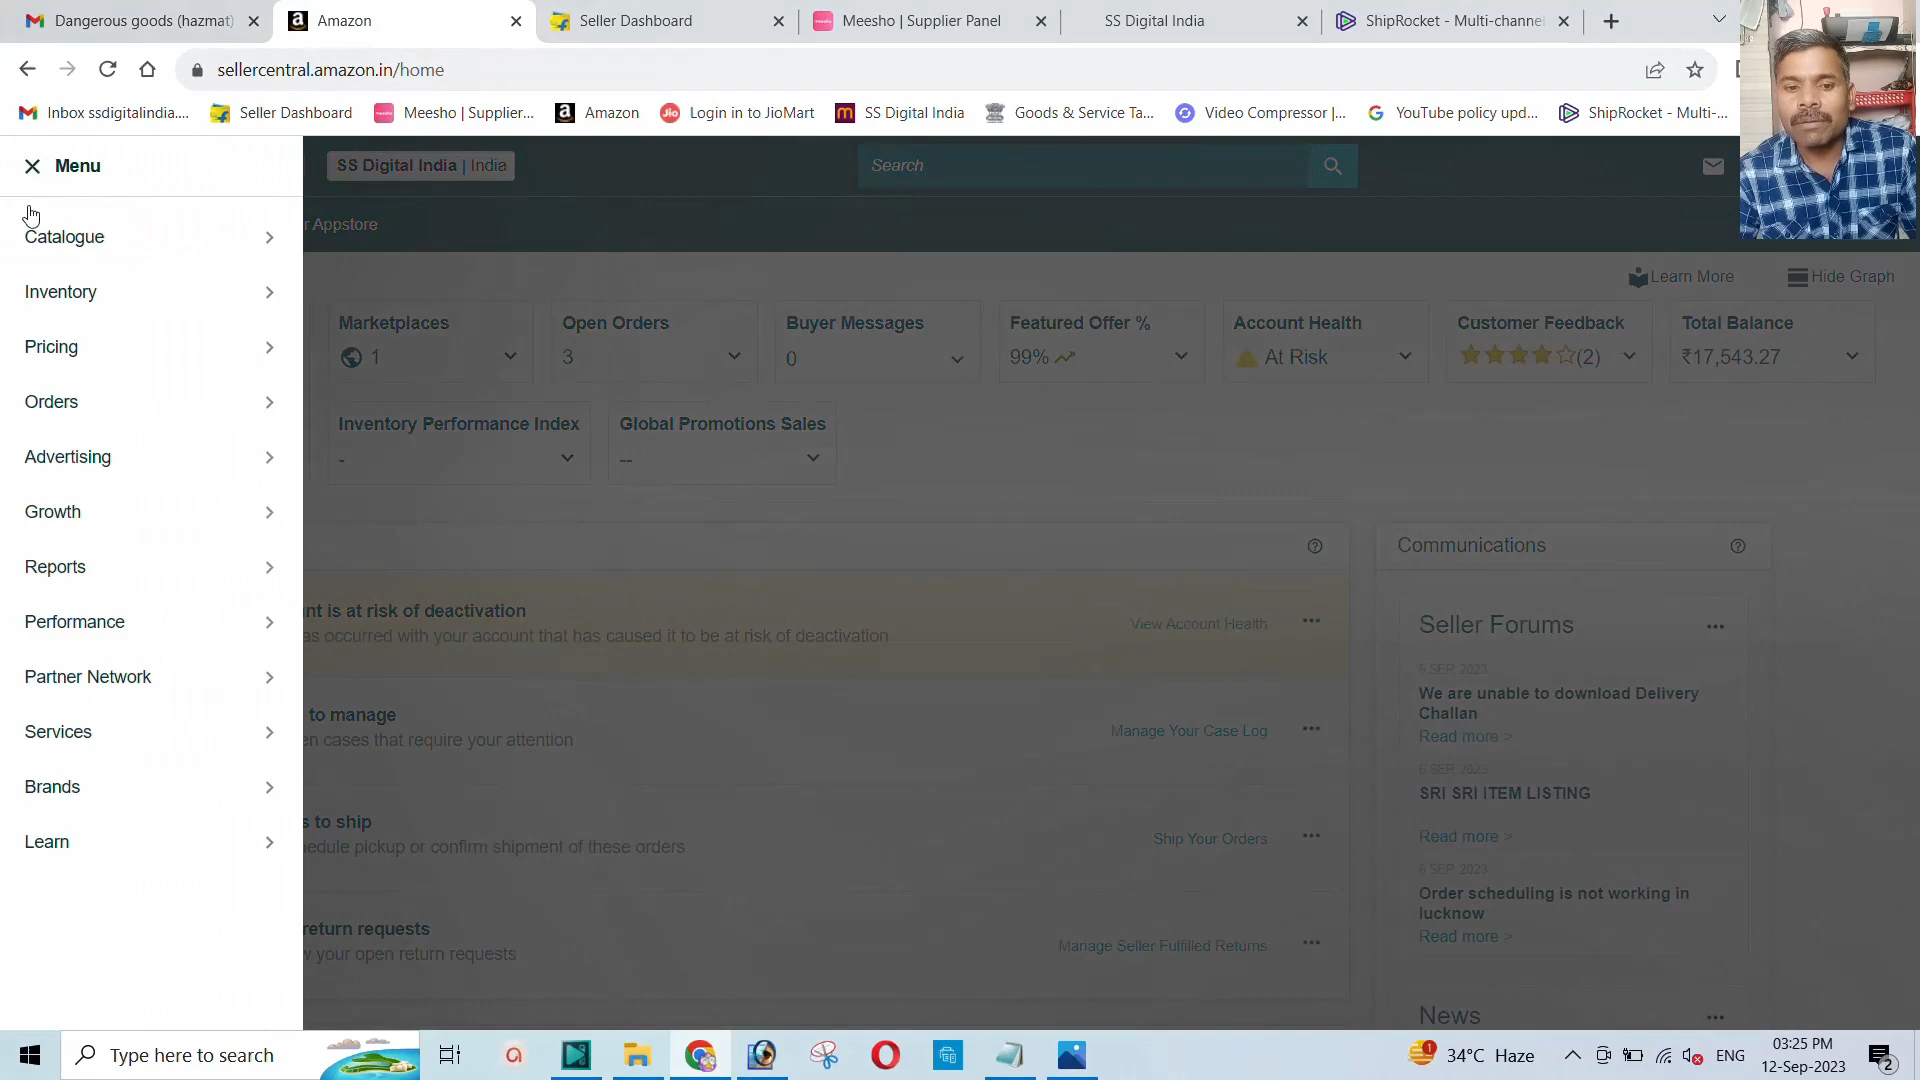 Dangerous goods (hazmat)
Amazon
Seller Dashboard
Meesho | Supplier Panel
SS Digital India
ShipRocket - Multi-channel
sellercentral.amazon.in/home
Inbox ssdigitalindia....
Seller Dashboard
Meesho | Supplier...
Amazon
Login in to JioMart
SS Digital India
Goods & Service Ta...
Video Compressor |...
YouTube policy upd...
ShipRocket - Multi-...
Menu
SS Digital India | India
Search
Catalogue
r Appstore
Learn More
Hide Graph
Inventory
Pricing
Orders
Advertising
Growth
Reports
Performance
Partner Network
Services
Brands
Learn
Marketplaces
1
Open Orders
3
Buyer Messages
0
Featured Offer %
99%
Account Health
At Risk
Customer Feedback
(2)
Total Balance
₹17,543.27
Inventory Performance Index
-
Global Promotions Sales
--
nt is at risk of deactivation
as occurred with your account that has caused it to be at risk of deactivation
View Account Health
to manage
en cases that require your attention
Manage Your Case Log
s to ship
hedule pickup or confirm shipment of these orders
Ship Your Orders
return requests
w your open return requests
Manage Seller Fulfilled Returns
Communications
Seller Forums
6 SEP 2023
We are unable to download Delivery
Challan
Read more >
6 SEP 2023
SRI SRI ITEM LISTING
Read more >
6 SEP 2023
Order scheduling is not working in
lucknow
Read more >
News
Type here to search
34°C Haze
ENG
03:25 PM
12-Sep-2023
2